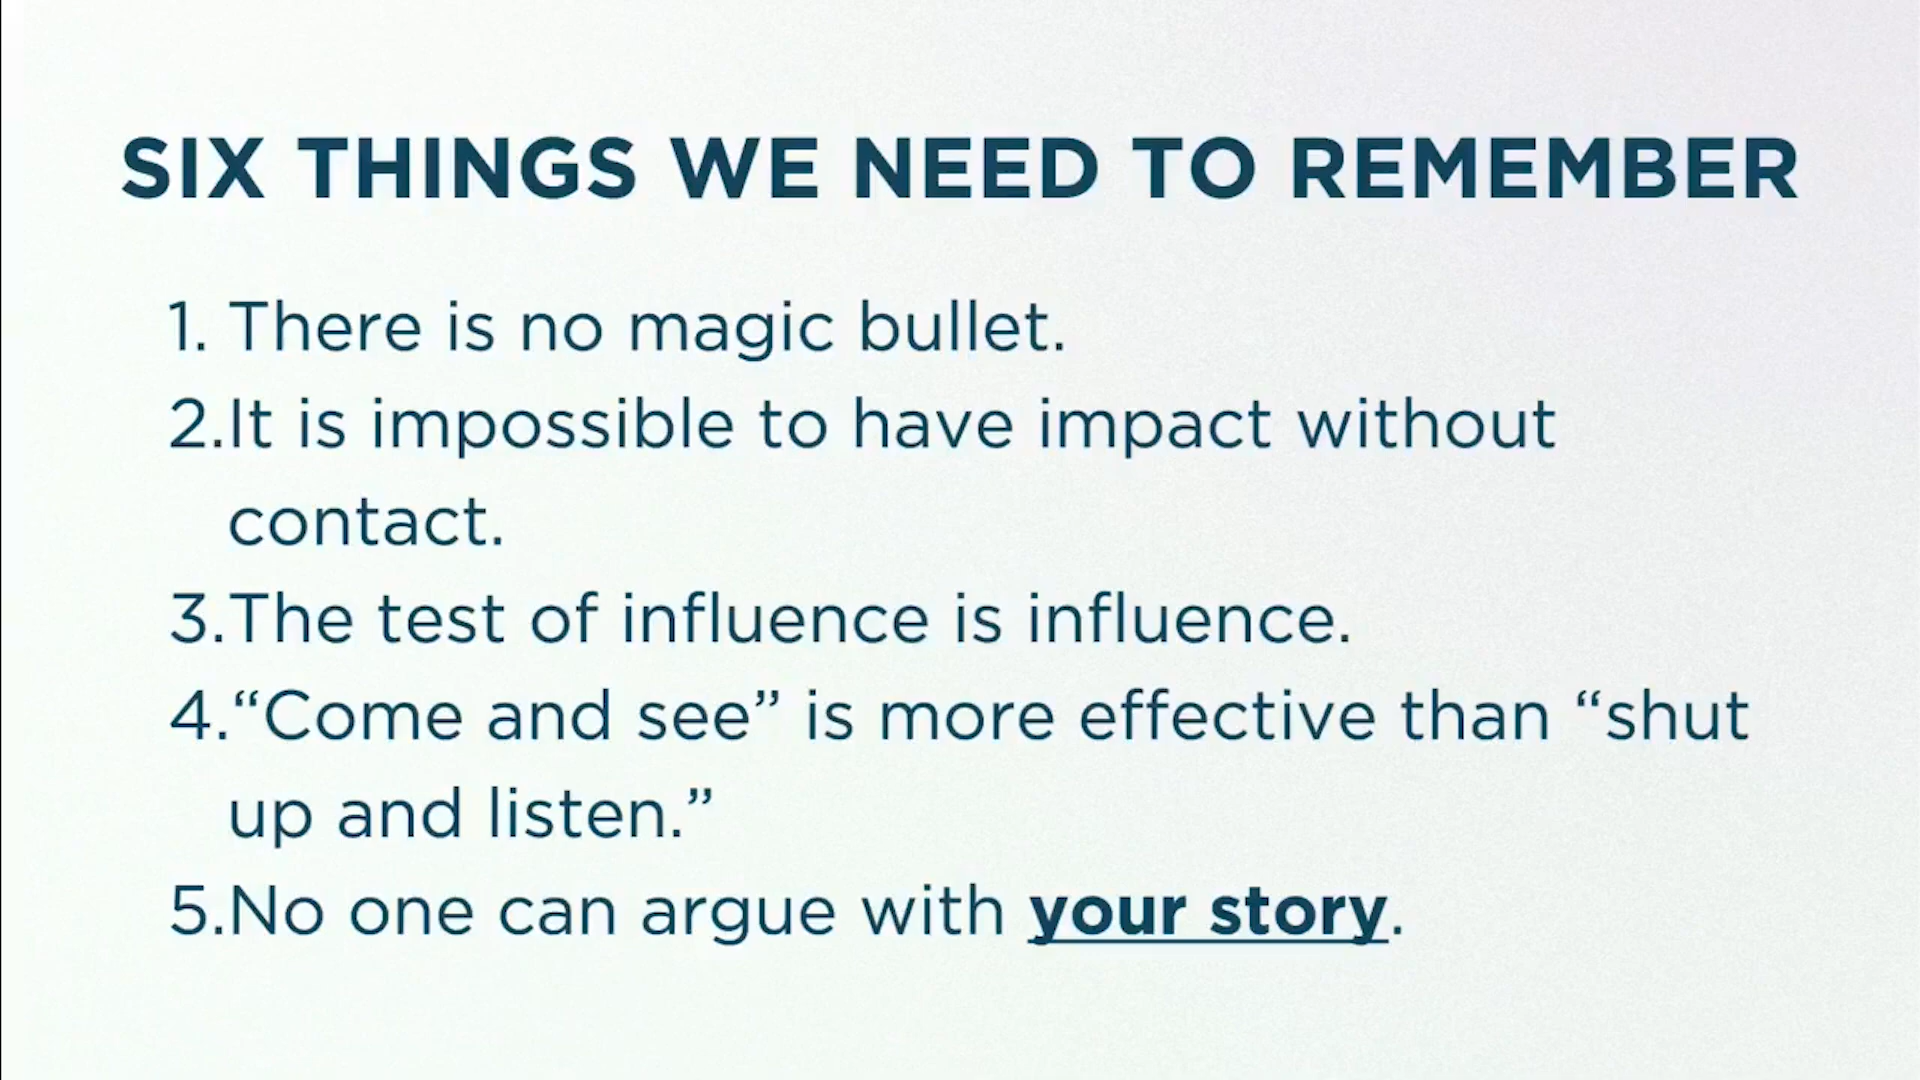 SIX THINGS WE NEED TO REMEMBER
1. There is no magic bullet.
2.It is impossible to have impact without
contact.
3.The test of influence is influence.
4.“Come and see” is more effective than “shut
up and listen.”
5.No one can argue with your story.